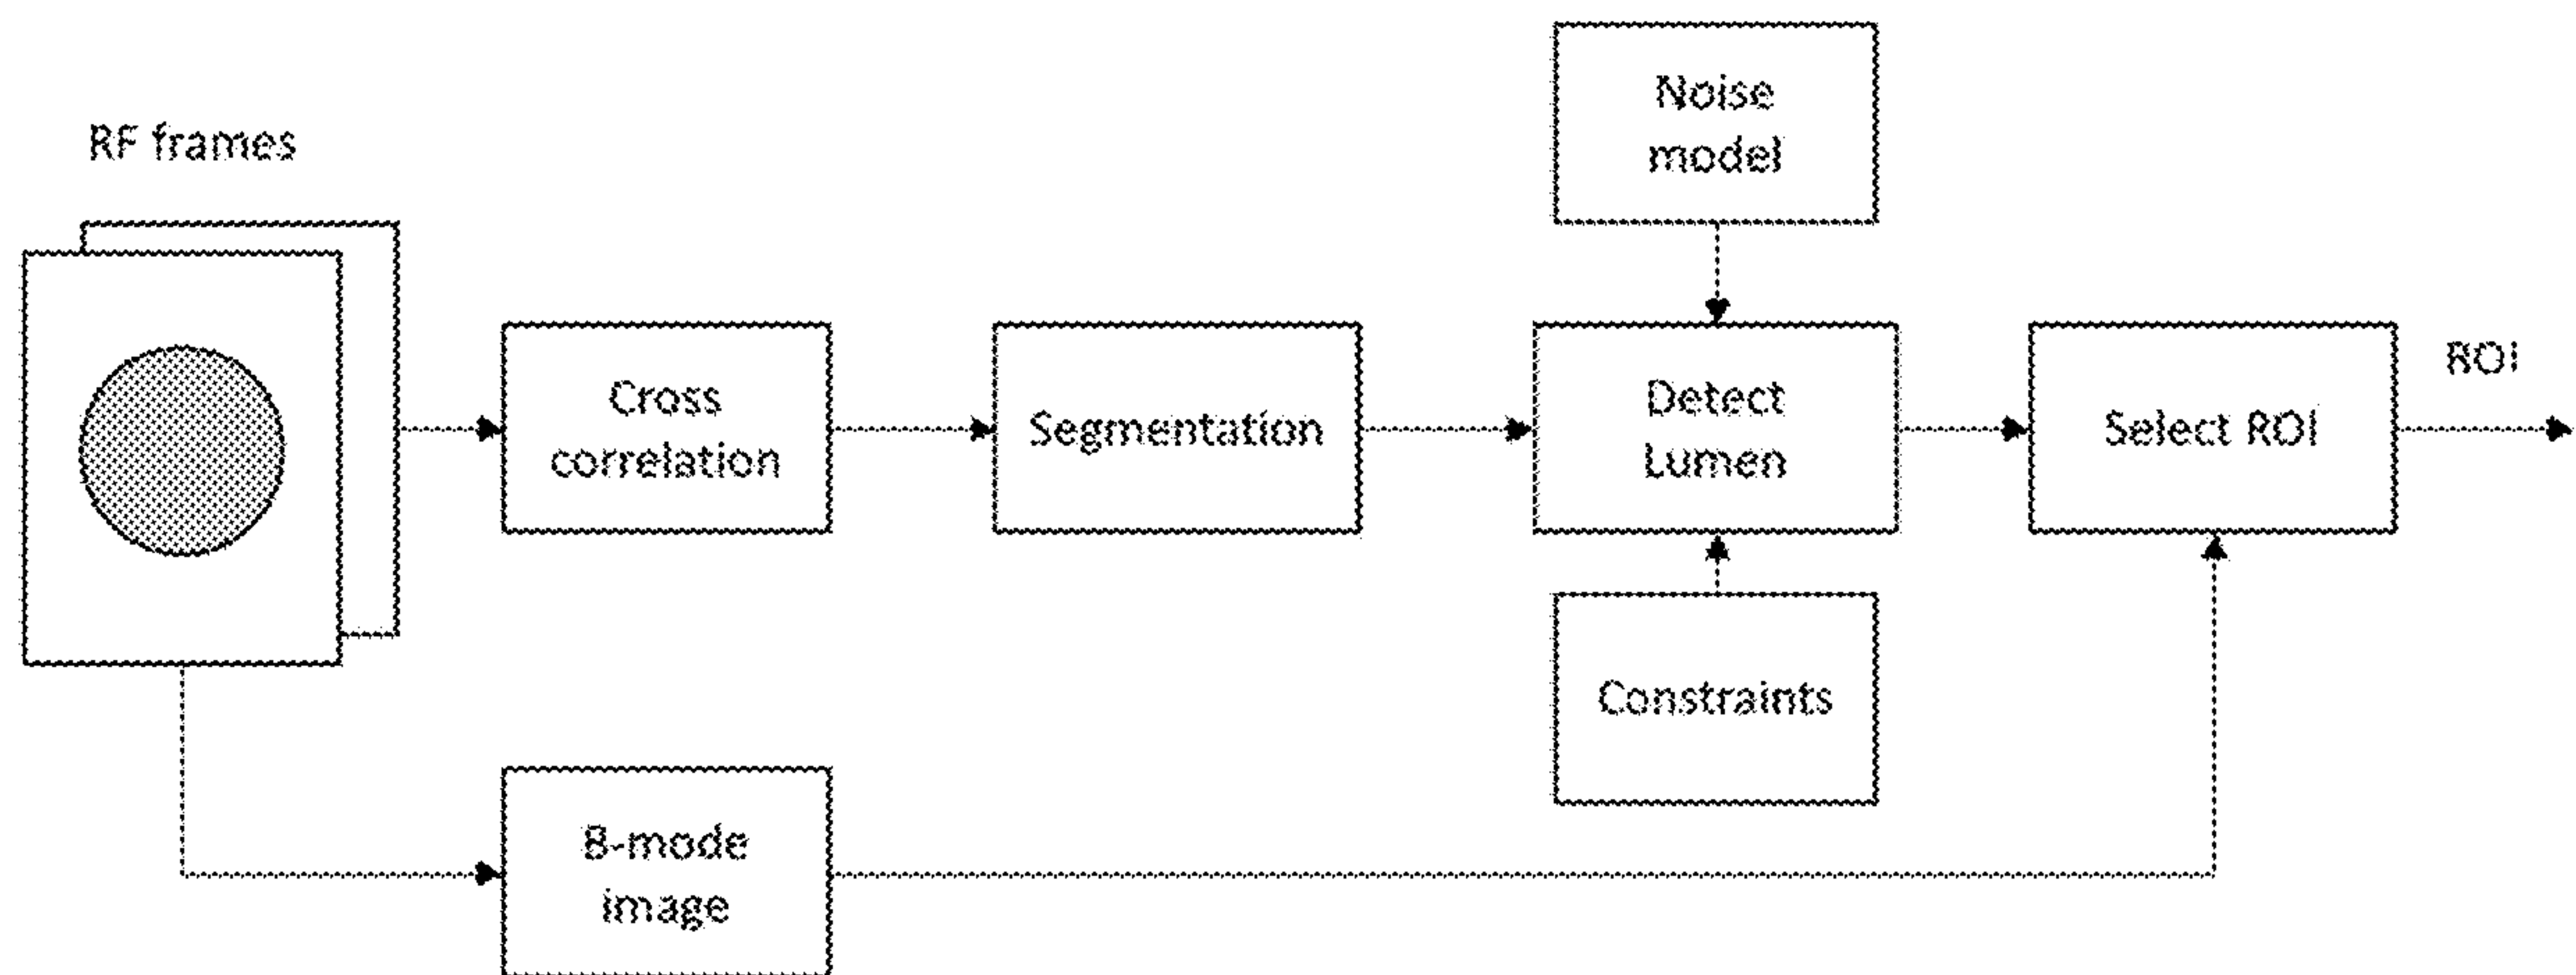 RF frames
Noise
model
Cross
correlation
Segmentation
Detect
Lumen
Select ROI
ROI
Constraints
B-mode
image